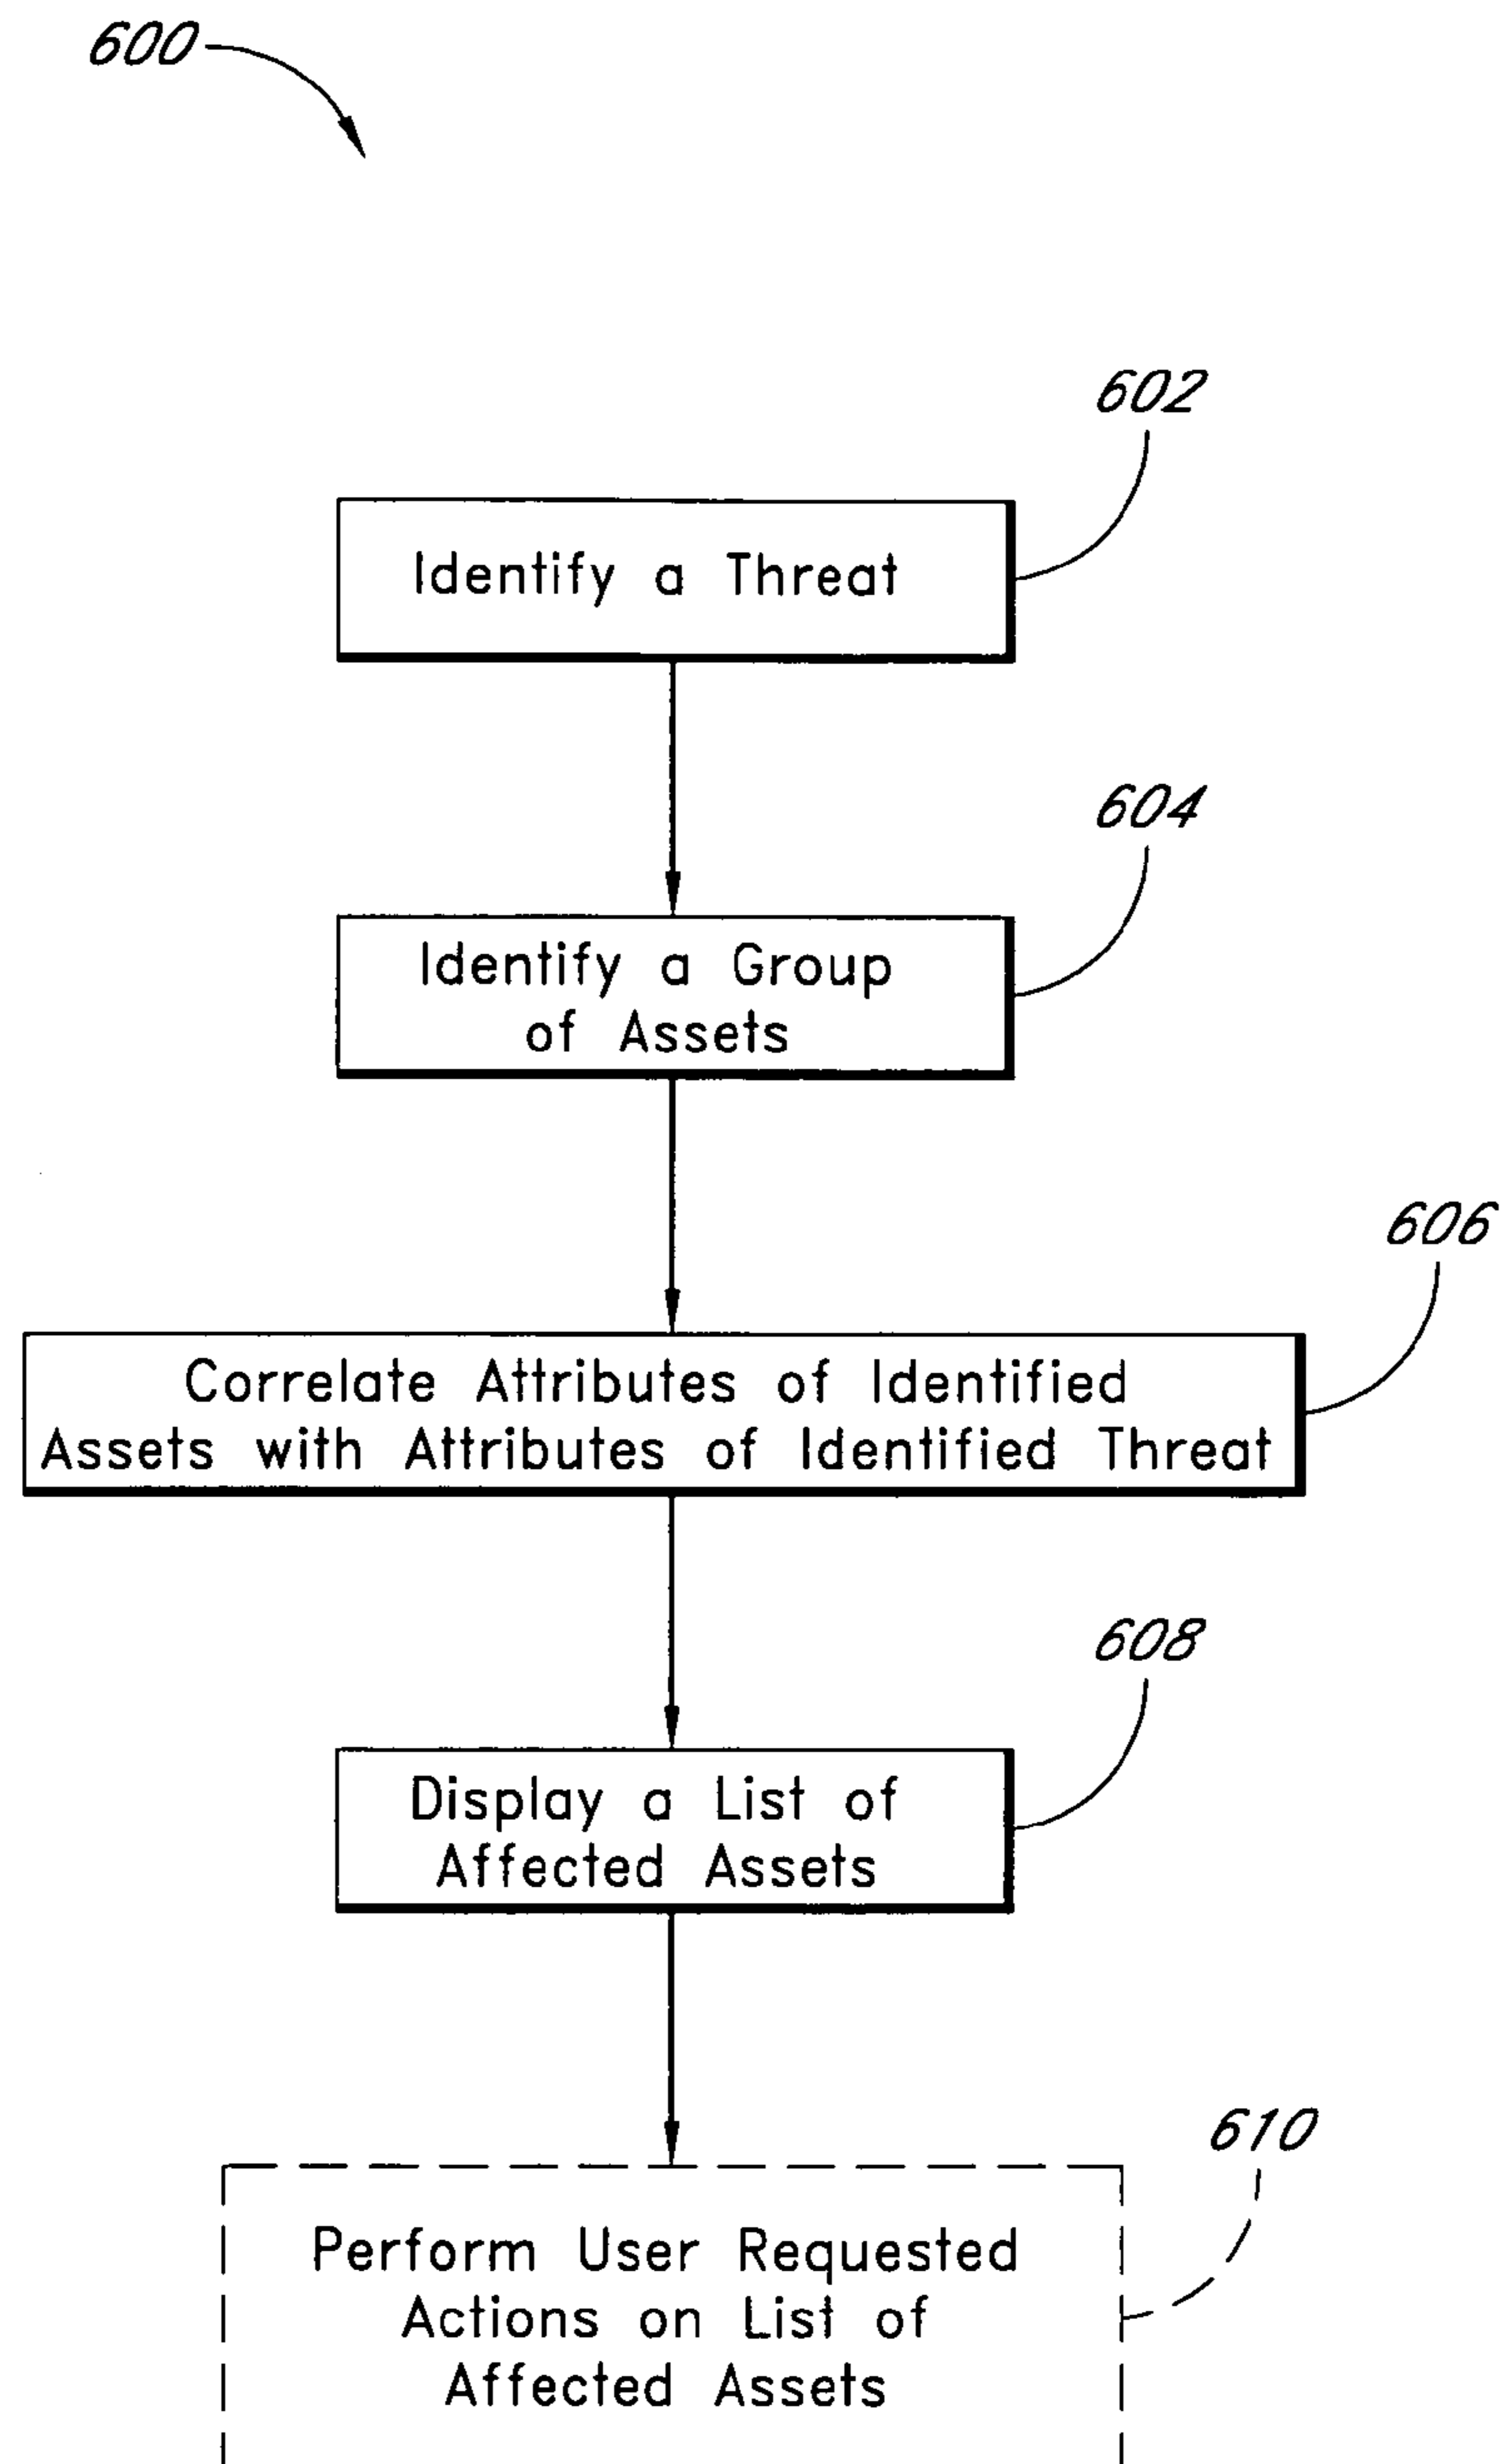 600
602
Identify a Threat
604
Identify a Group
of Assets
606
Correlate Attributes of Identified
Assets with Attributes of Identified Threat
608
Display a List of
Affected Assets
610
Perform User Requested
Actions on List of
Affected Assets